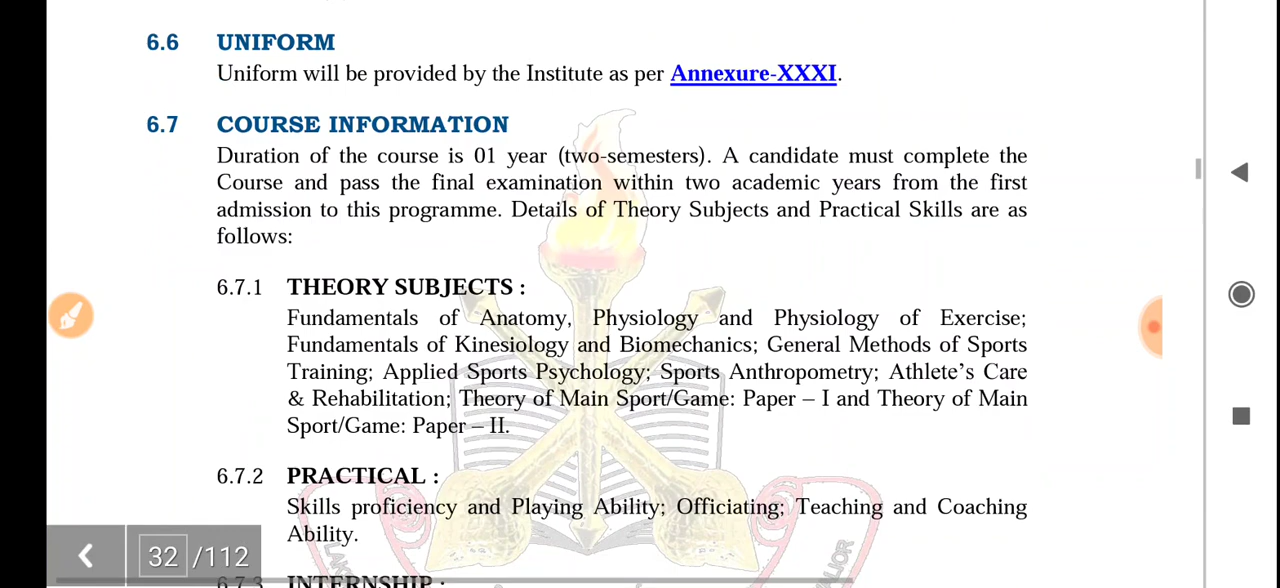 6.6 UNIFORM
Uniform will be provided by the Institute as per Annexure-XXXI.
6.7 COURSE INFORMATION
Duration of the course is 01 year (two-semesters). A candidate must complete the
Course and pass the final examination within two academic years from the first
admission to this programme. Details of Theory Subjects and Practical Skills are as
follows:
6.7.1 THEORY SUBJECTS :
Fundamentals of Anatomy, Physiology and Physiology of Exercise;
Fundamentals of Kinesiology and Biomechanics; General Methods of Sports
Training; Applied Sports Psychology; Sports Anthropometry; Athlete's Care
& Rehabilitation; Theory of Main Sport/Game: Paper – I and Theory of Main
Sport/Game: Paper – II.
6.7.2 PRACTICAL :
Skills proficiency and Playing Ability; Officiating; Teaching and Coaching
Ability.
32 /112
6.7.3 INTERNSHIP :